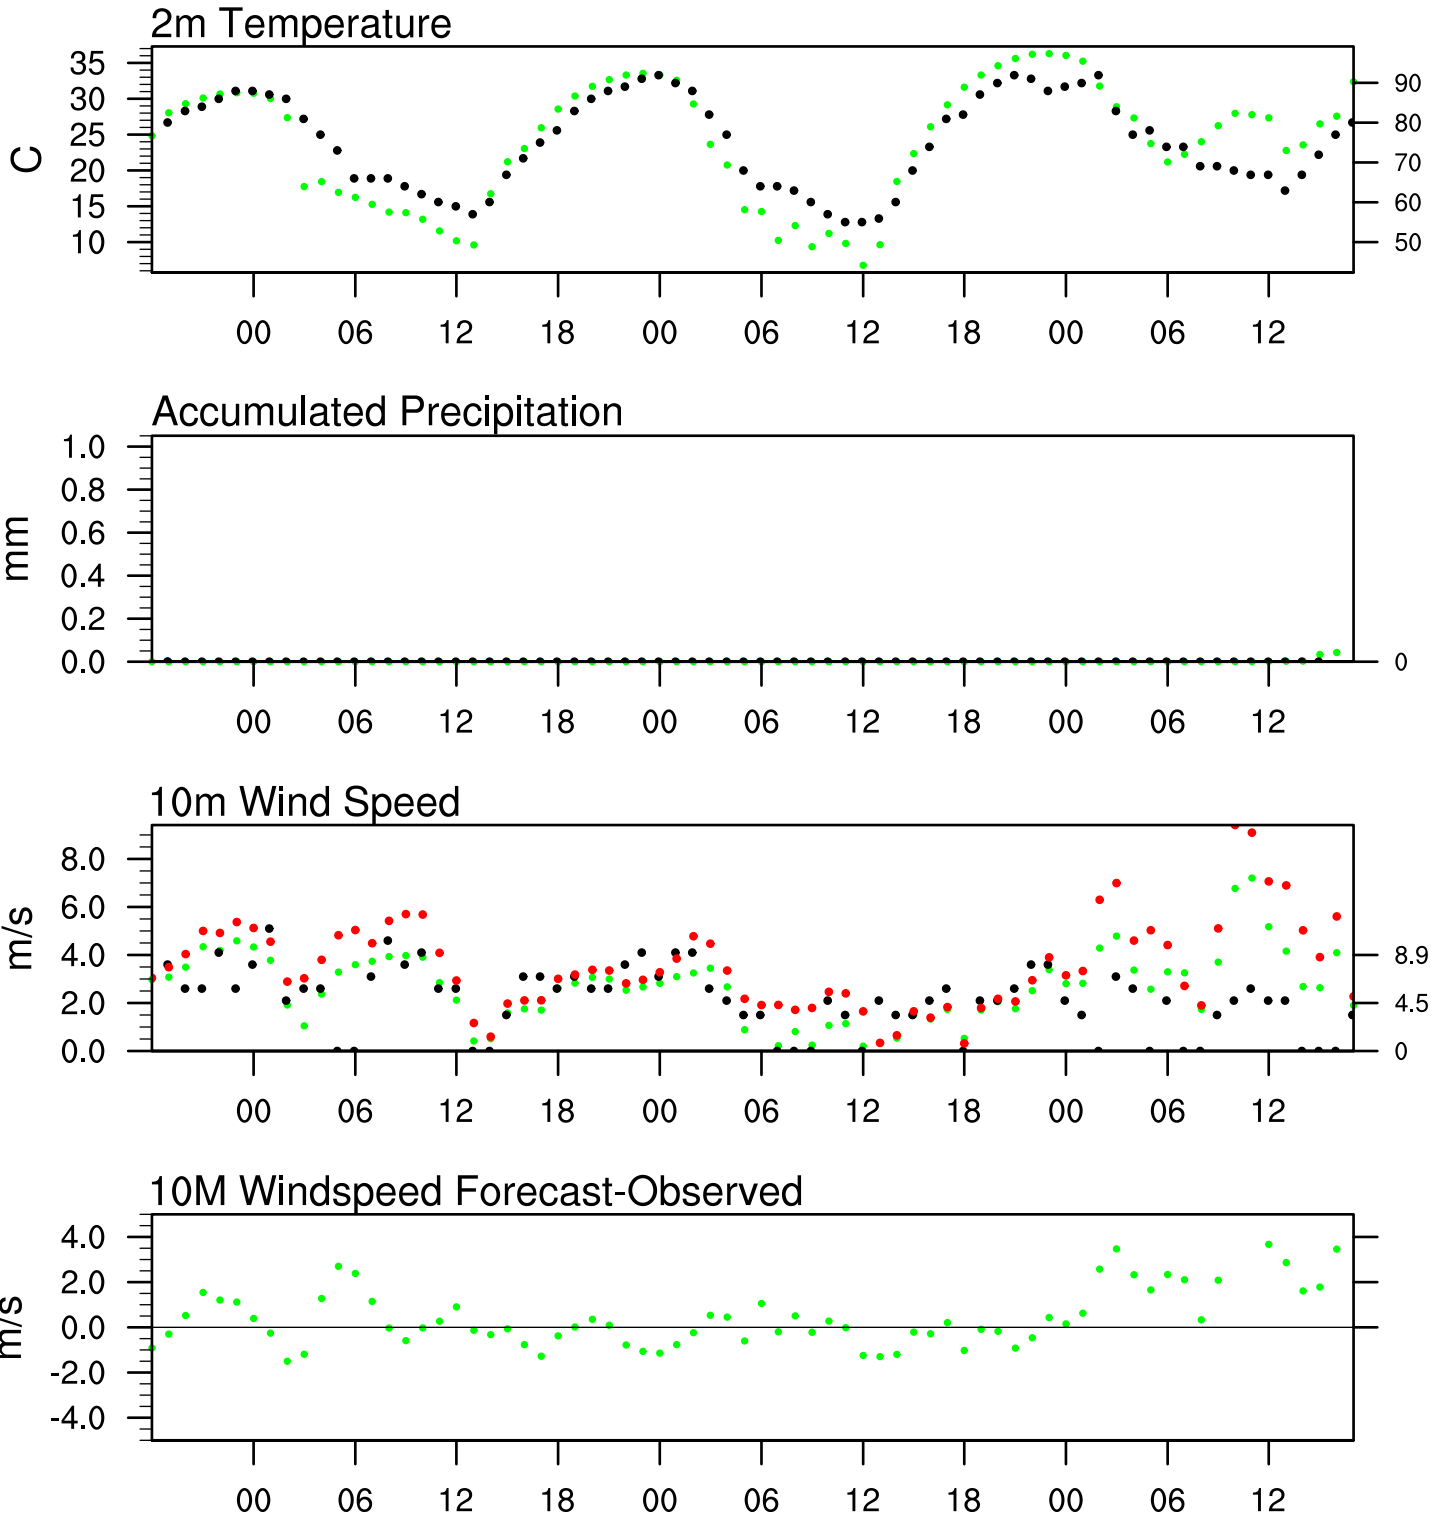 2m Temperature
35
30
25
20
15
10
C
90
80
70
60
50
00 06 12 18 00 06 12 18 00 06 12
Accumulated Precipitation
1.0
0.8
0.6
0.4
0.2
0.0
mm
0
00 06 12 18 00 06 12 18 00 06 12
10m Wind Speed
8.0
6.0
4.0
2.0
0.0
m/s
8.9
4.5
0
00 06 12 18 00 06 12 18 00 06 12
10M Windspeed Forecast-Observed
4.0
2.0
0.0
-2.0
-4.0
m/s
00 06 12 18 00 06 12 18 00 06 12